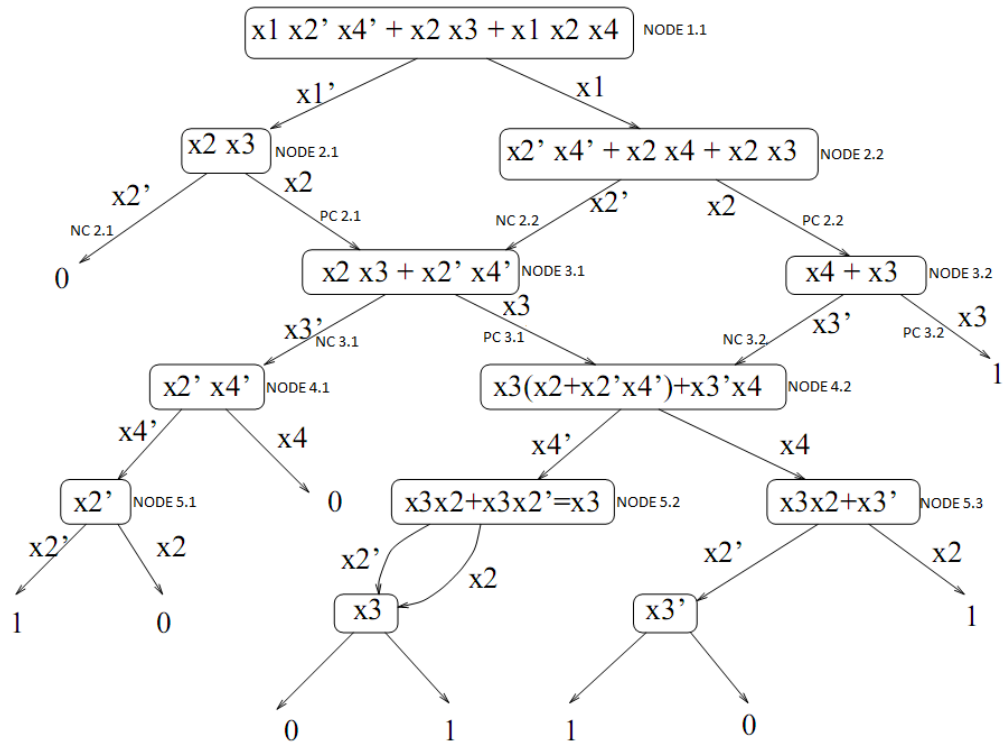 x1 x2' x4' + x2 x3 + x1 x2 x4 NODE 1.1
x1' x1
x2 x3 NODE 2.1 x2' x4' + x2 x4 + x2 x3 NODE 2.2
x2' x2 x2' x2
NC 2.1 PC 2.1 NC 2.2 PC 2.2
0 x2 x3 + x2' x4' NODE 3.1 x4 + x3 NODE 3.2
x3' x3 x3' x3
NC 3.1 PC 3.1 NC 3.2 PC 3.2
x2' x4' NODE 4.1 x3(x2+x2'x4')+x3'x4 NODE 4.2 1
x4' x4 x4' x4
x2' NODE 5.1 0 x3x2+x3x2'=x3 NODE 5.2 x3x2+x3' NODE 5.3
x2' x2 x2' x2 x2' x2
1 0 x3 x3' 1
0 1 1 0